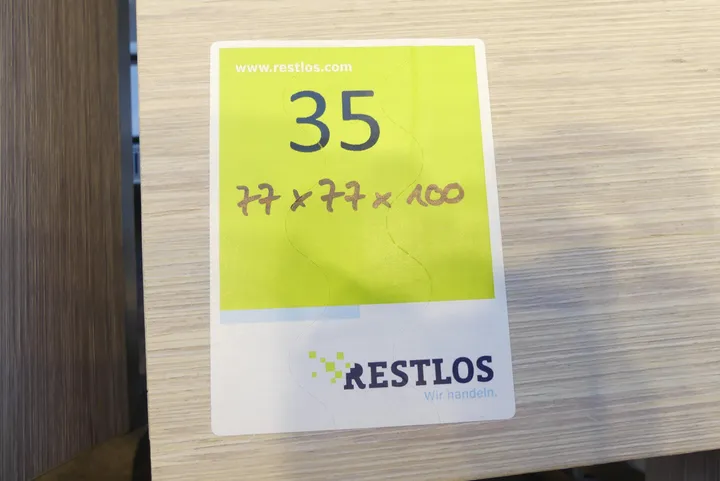 www.restlos.com
35
77 x 77 x 100
RESTLOS
Wir handeln.